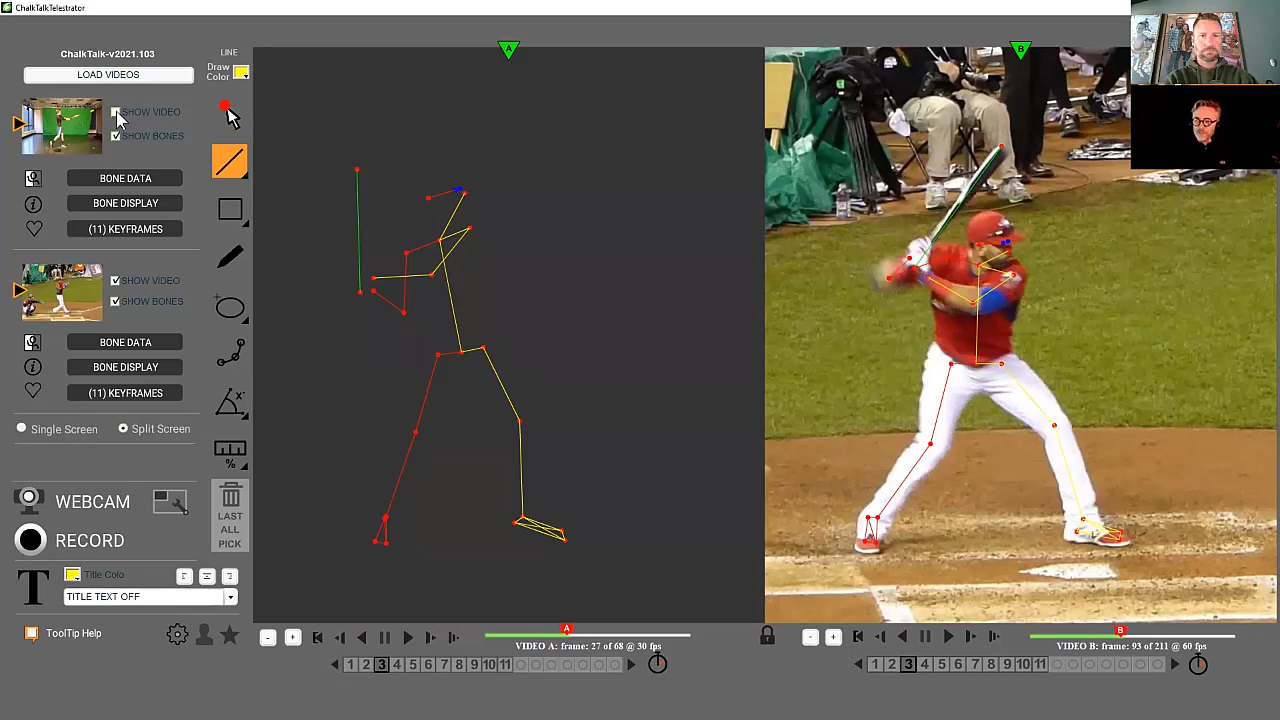 ChalkTalkTelestrator
ChalkTalk-v2021.103
LOAD VIDEOS
SHOW VIDEO
SHOW BONES
BONE DATA
BONE DISPLAY
(11) KEYFRAMES
SHOW VIDEO
SHOW BONES
BONE DATA
BONE DISPLAY
(11) KEYFRAMES
Single Screen
Split Screen
WEBCAM
RECORD
T
Title Colo
TITLE TEXT OFF
ToolTip Help
LINE
Draw
Color
X°
%
LAST
ALL
PICK
A
B
- +
A
VIDEO A: frame: 27 of 68 @ 30 fps
1 2 3 4 5 6 7 8 9 10 11
- +
B
VIDEO B: frame: 93 of 211 @ 60 fps
1 2 3 4 5 6 7 8 9 10 11